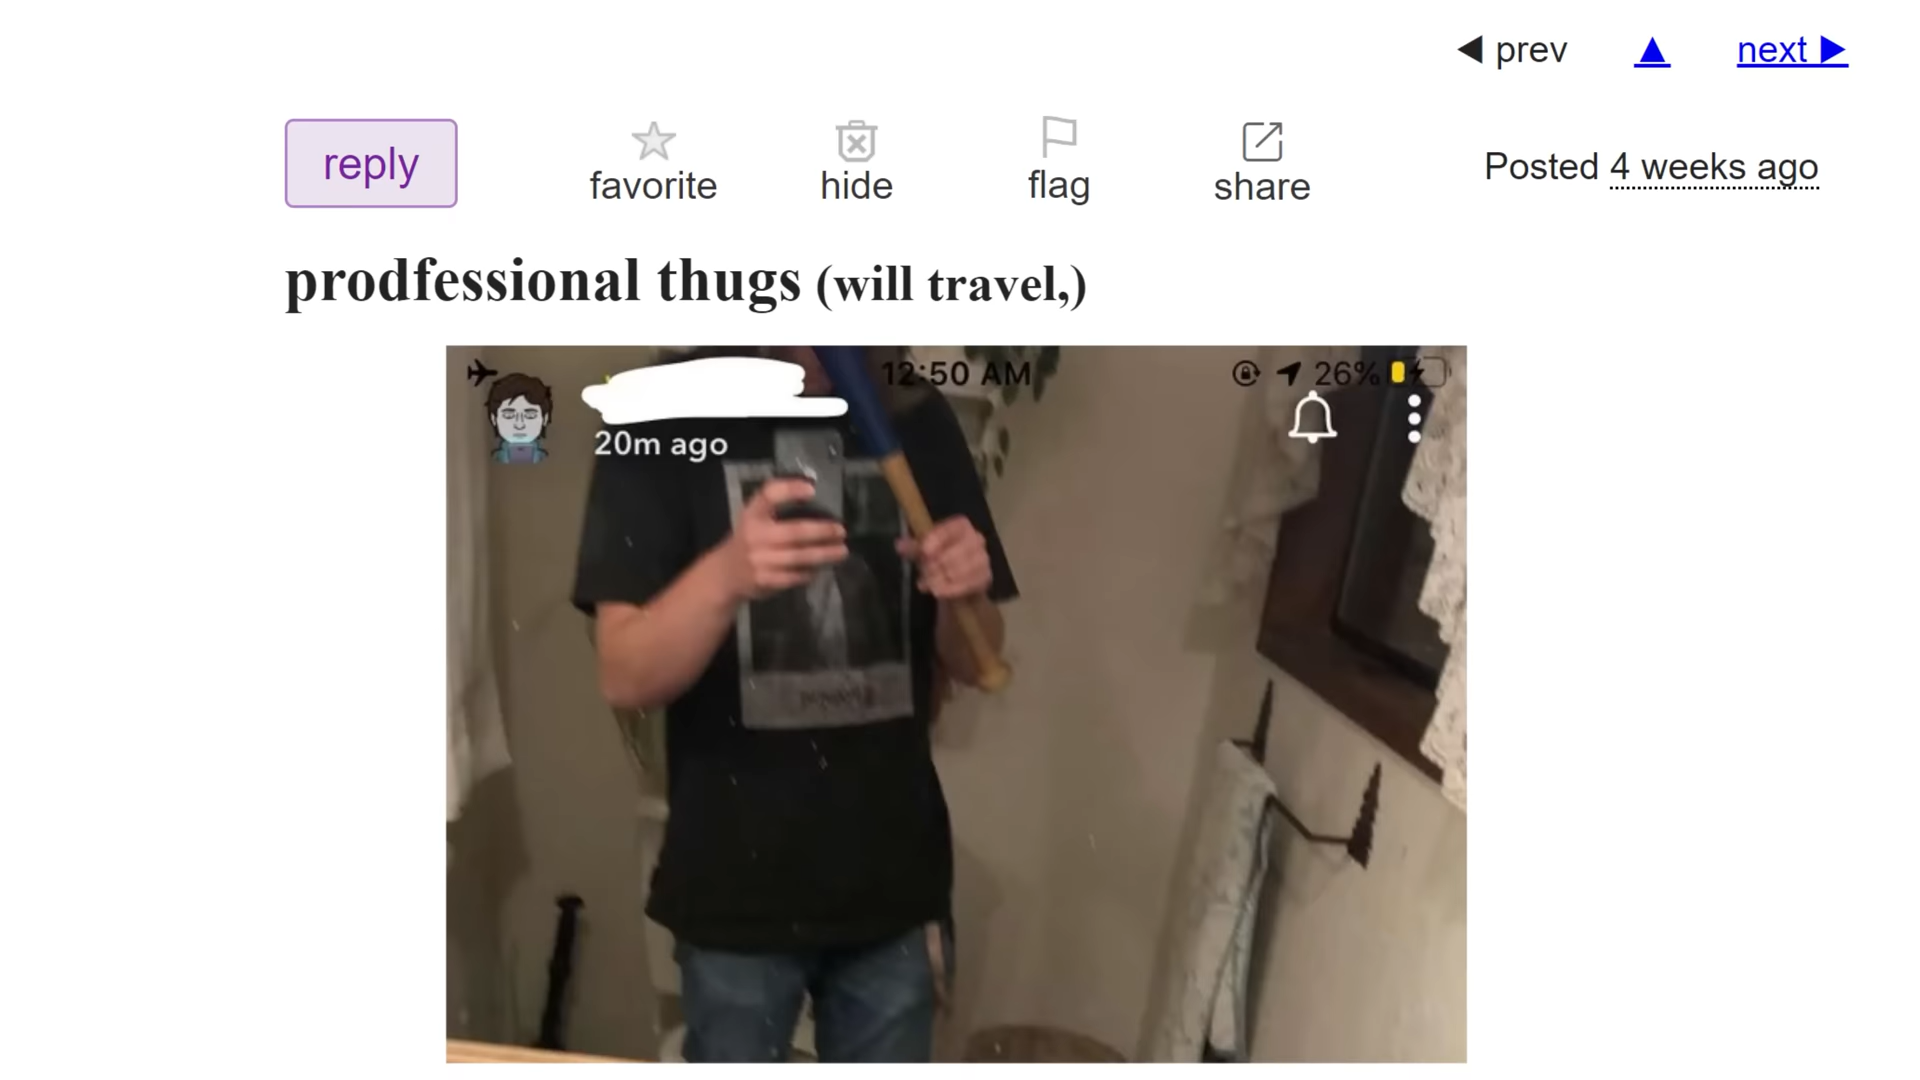 ◀ prev ▲ next ▶
reply favorite hide flag share Posted 4 weeks ago
prodfessional thugs (will travel,)
12:50 AM 26%
20m ago